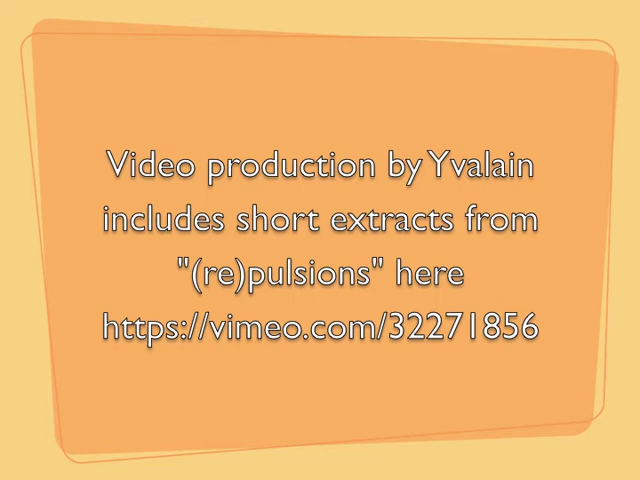 Video production by Yvalain
includes short extracts from
"(re)pulsions" here
https://vimeo.com/32271856